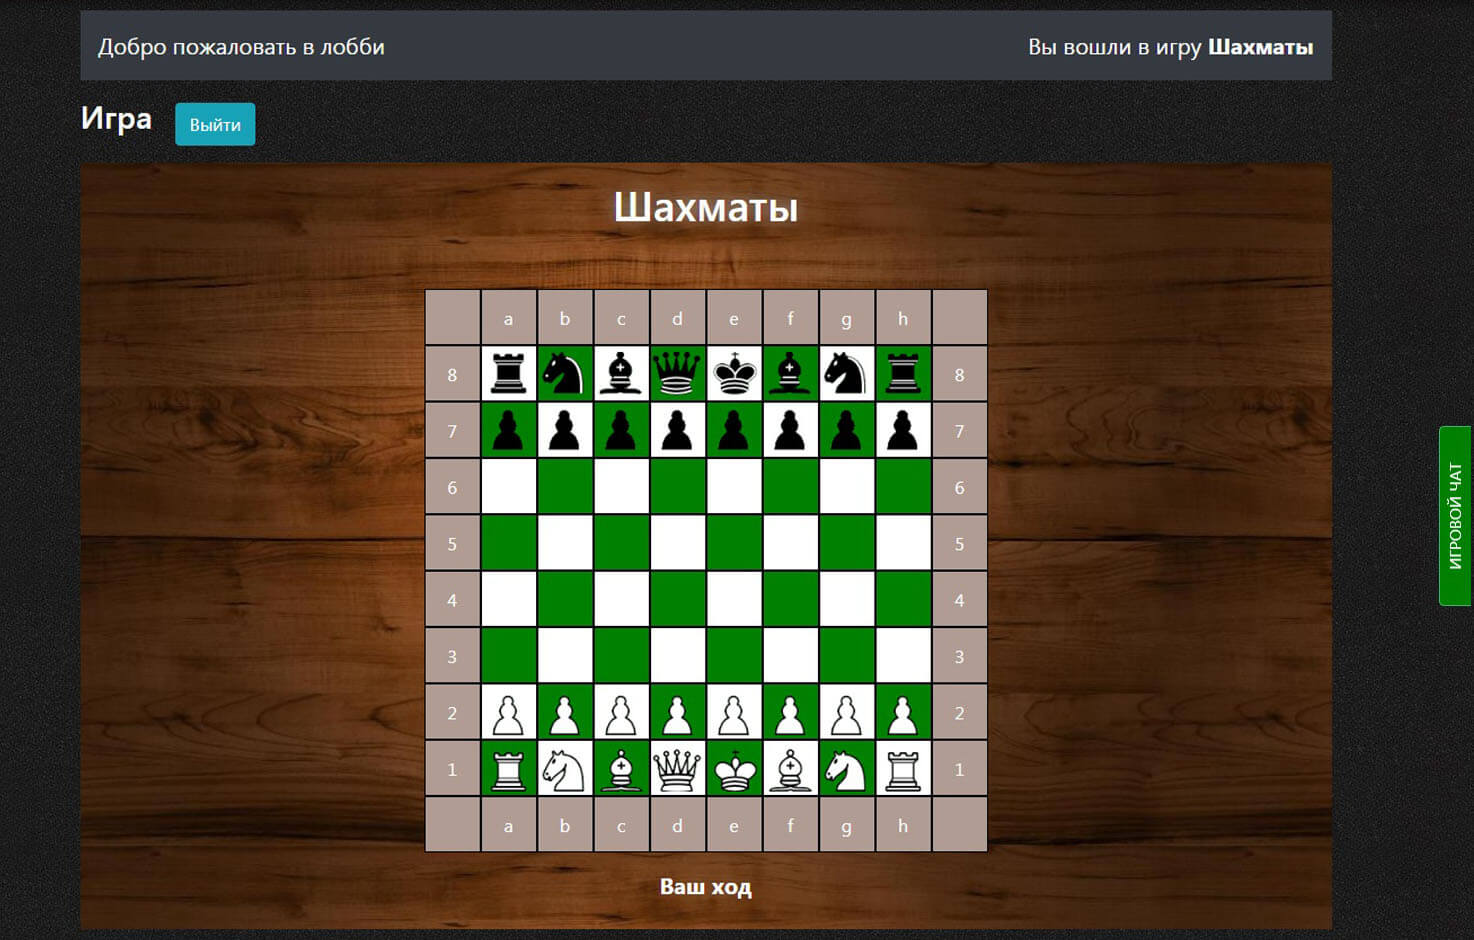 Добро пожаловать в лобби
Вы вошли в игру Шахматы
Игра
Выйти
Шахматы
a b c d e f g h
8 8
7 7
6 6
5 5
4 4
3 3
2 2
1 1
a b c d e f g h
Ваш ход
ИГРОВОЙ ЧАТ